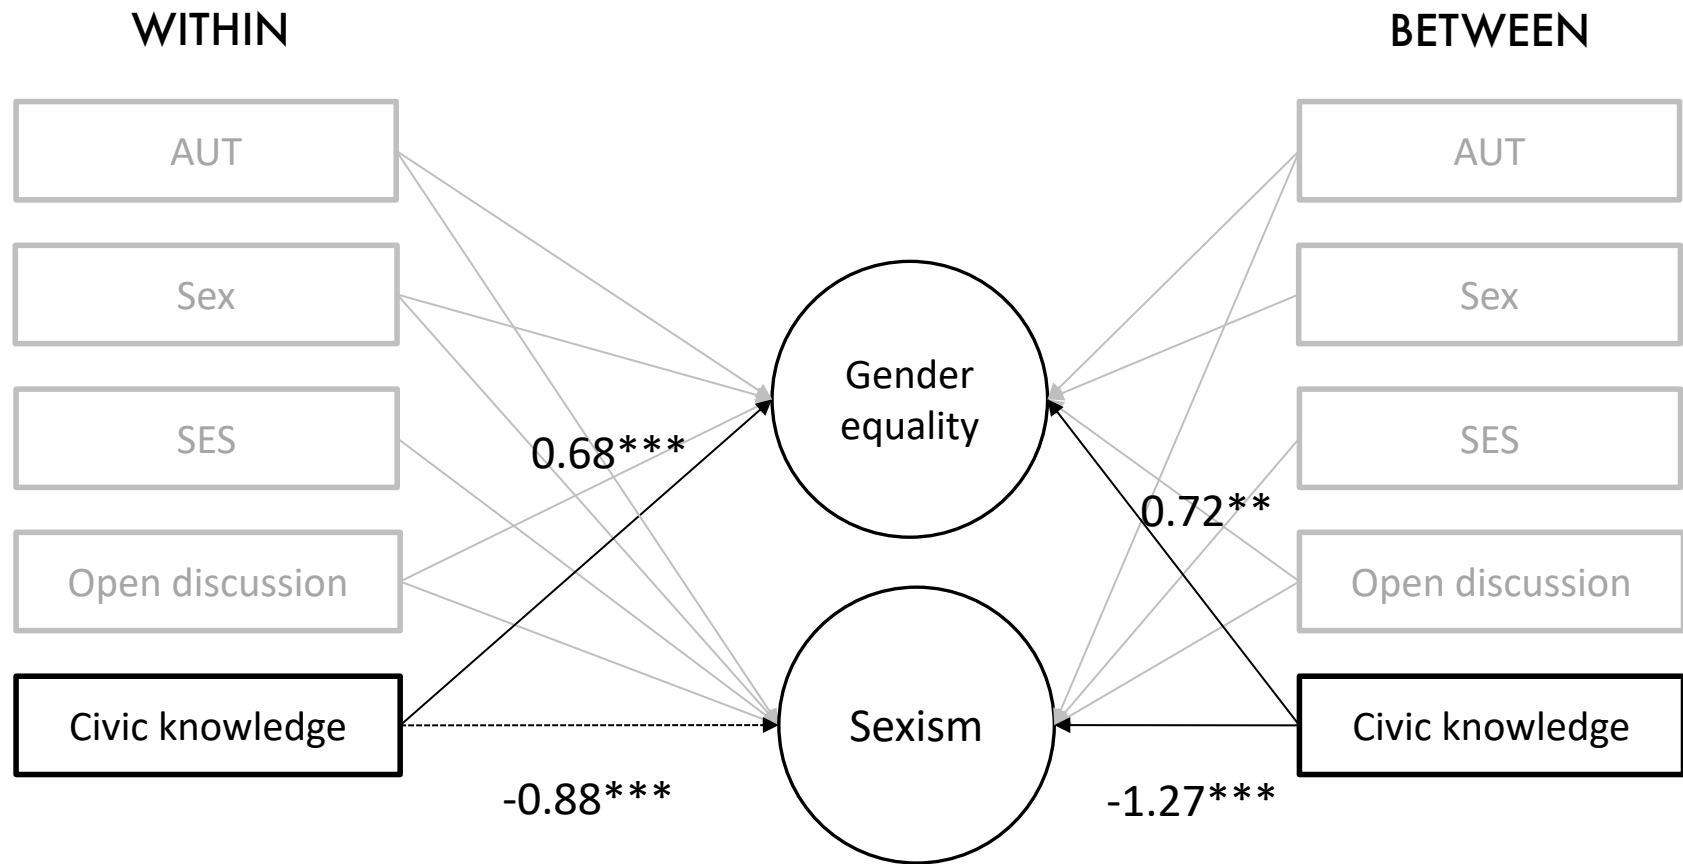 WITHIN
BETWEEN
AUT
AUT
Sex
Sex
Gender
equality
SES
SES
0.68***
0.72**
Open discussion
Open discussion
Civic knowledge
Sexism
Civic knowledge
-0.88***
-1.27***